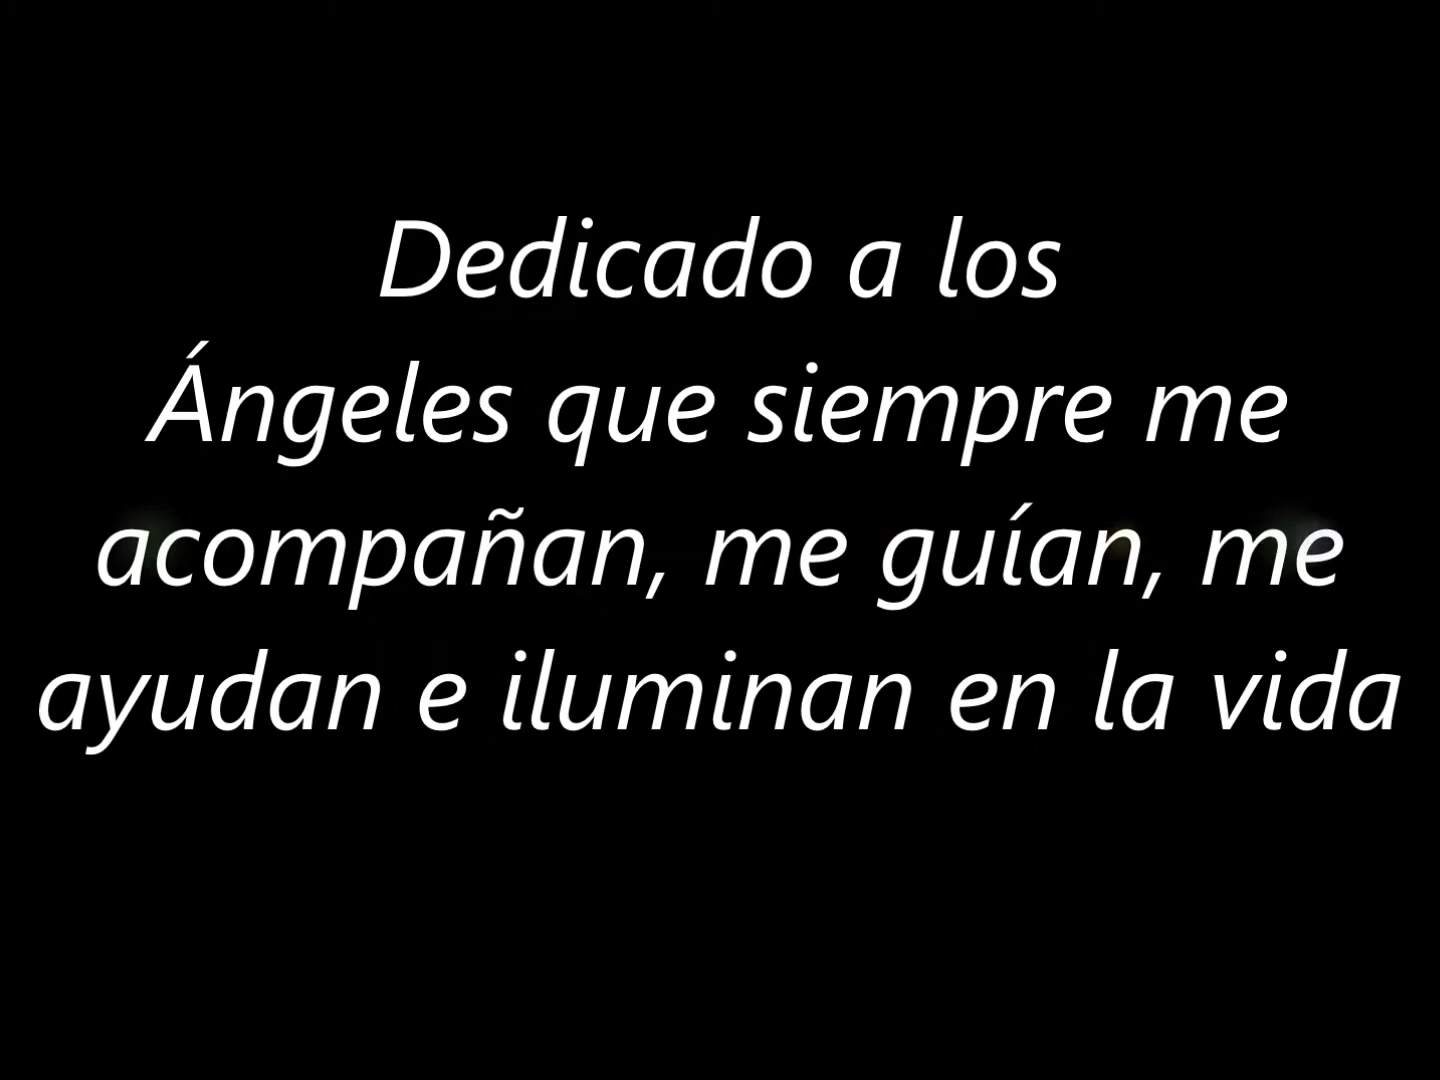 Dedicado a los
Ángeles que siempre me
acompañan, me guían, me
ayudan e iluminan en la vida